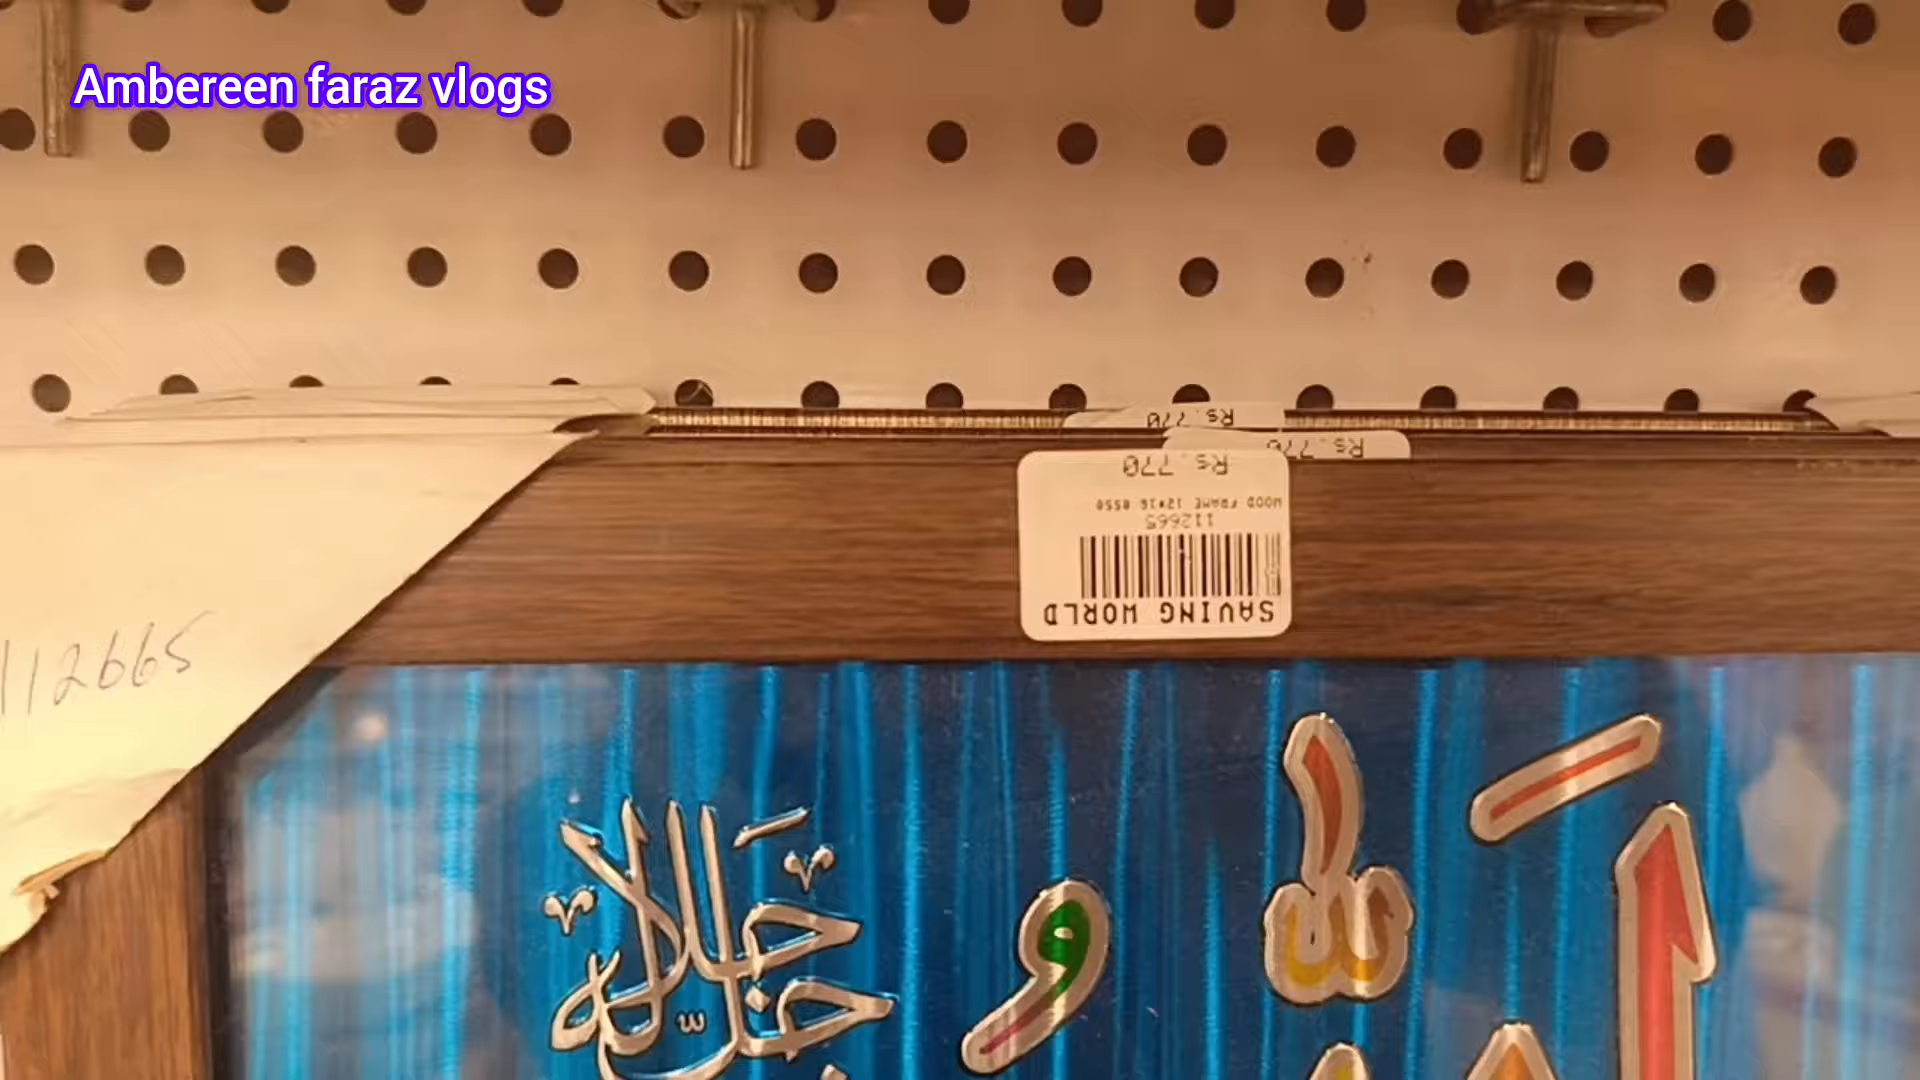 Ambereen faraz vlogs
Rs.770
Rs.770
Rs.770
WOOD FRAME 12*16 0550
112665
SAVING WORLD
112665
جل جلاله